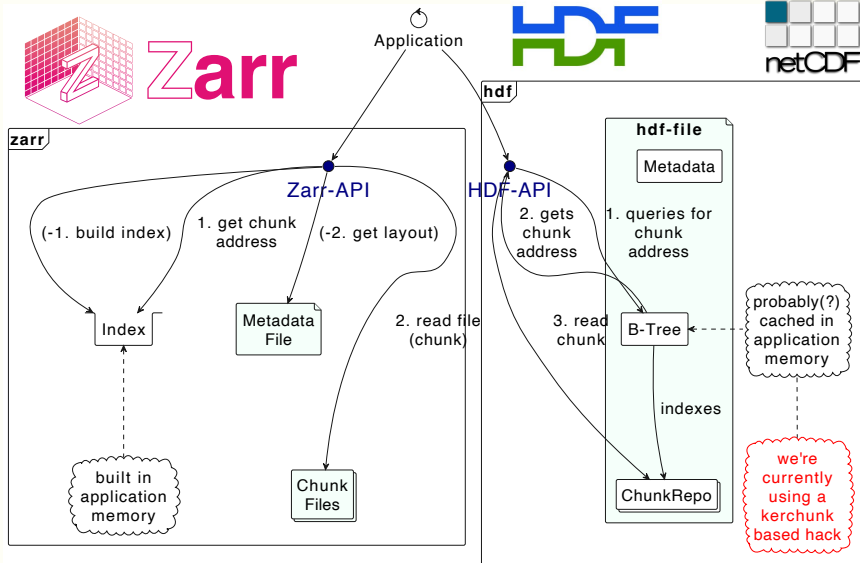 Zarr
HDF
HDF
netCDF
Application
zarr
hdf
hdf-file
Metadata
Zarr-API
HDF-API
(-1. build index)
1. get chunk
address
(-2. get layout)
2. gets
chunk
address
1. queries for
chunk
address
Index
Metadata
File
2. read file
(chunk)
3. read
chunk
B-Tree
probably(?)
cached in
application
memory
indexes
built in
application
memory
Chunk
Files
ChunkRepo
we're
currently
using a
kerchunk
based hack